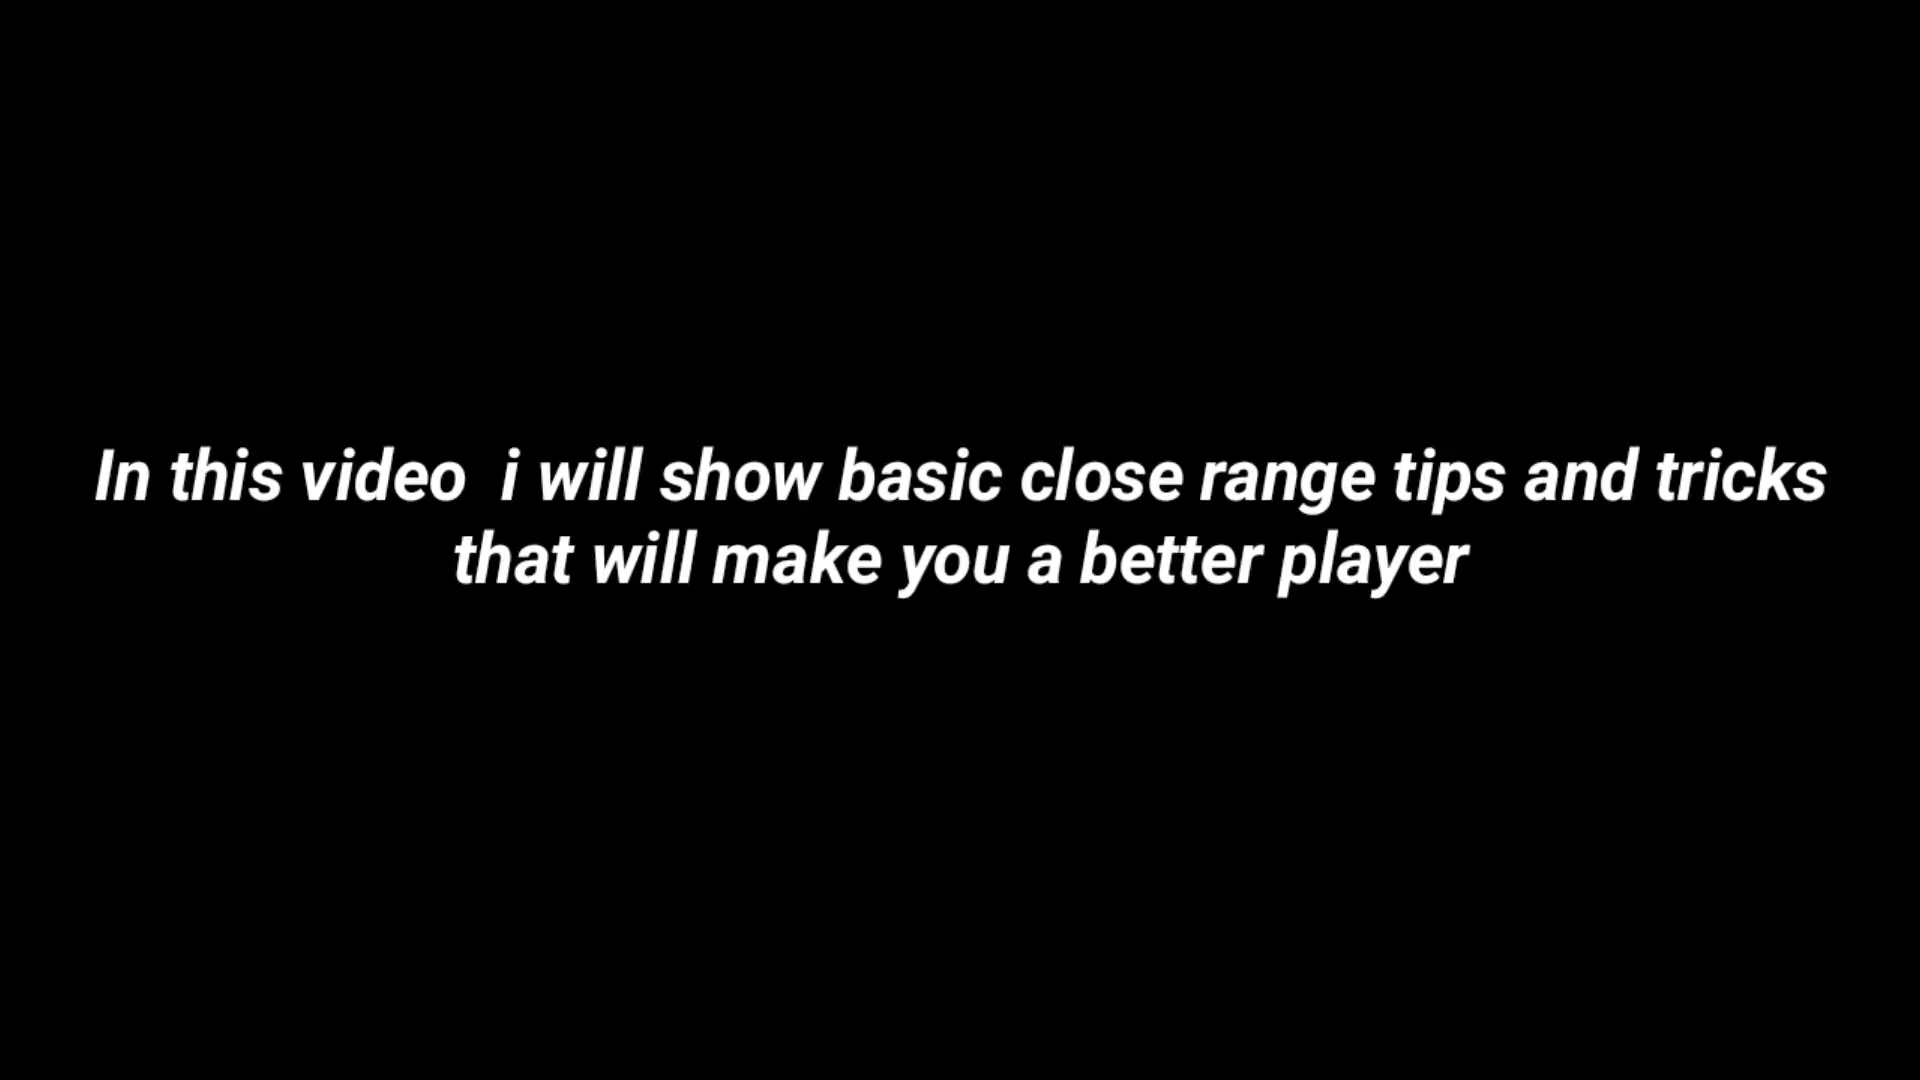 In this video  i will show basic close range tips and tricks
that will make you a better player